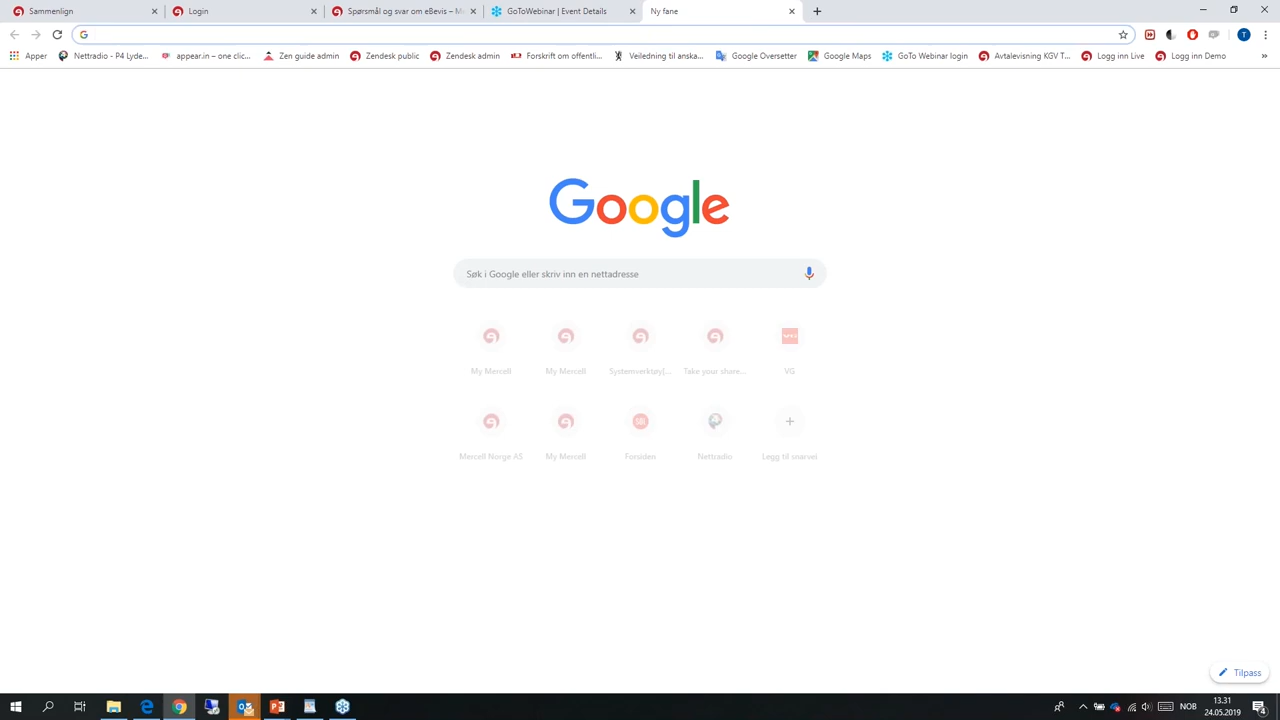 Sammenlign
Login
Spørsmål og svar om eBevis – M
GoToWebinar | Event Details
Ny fane
Apper
Nettradio - P4 Lyde...
appear.in – one clic...
Zen guide admin
Zendesk public
Zendesk admin
Forskrift om offentli...
Veiledning til anska...
Google Oversetter
Google Maps
GoTo Webinar login
Avtalevisning KGV T...
Logg inn Live
Logg inn Demo
»
Google
Søk i Google eller skriv inn en nettadresse
My Mercell
My Mercell
Systemverktøy[...
Take your share...
VG
Mercell Norge AS
My Mercell
Forsiden
Nettradio
Legg til snarvei
Tilpass
NOB
13.31
24.05.2019